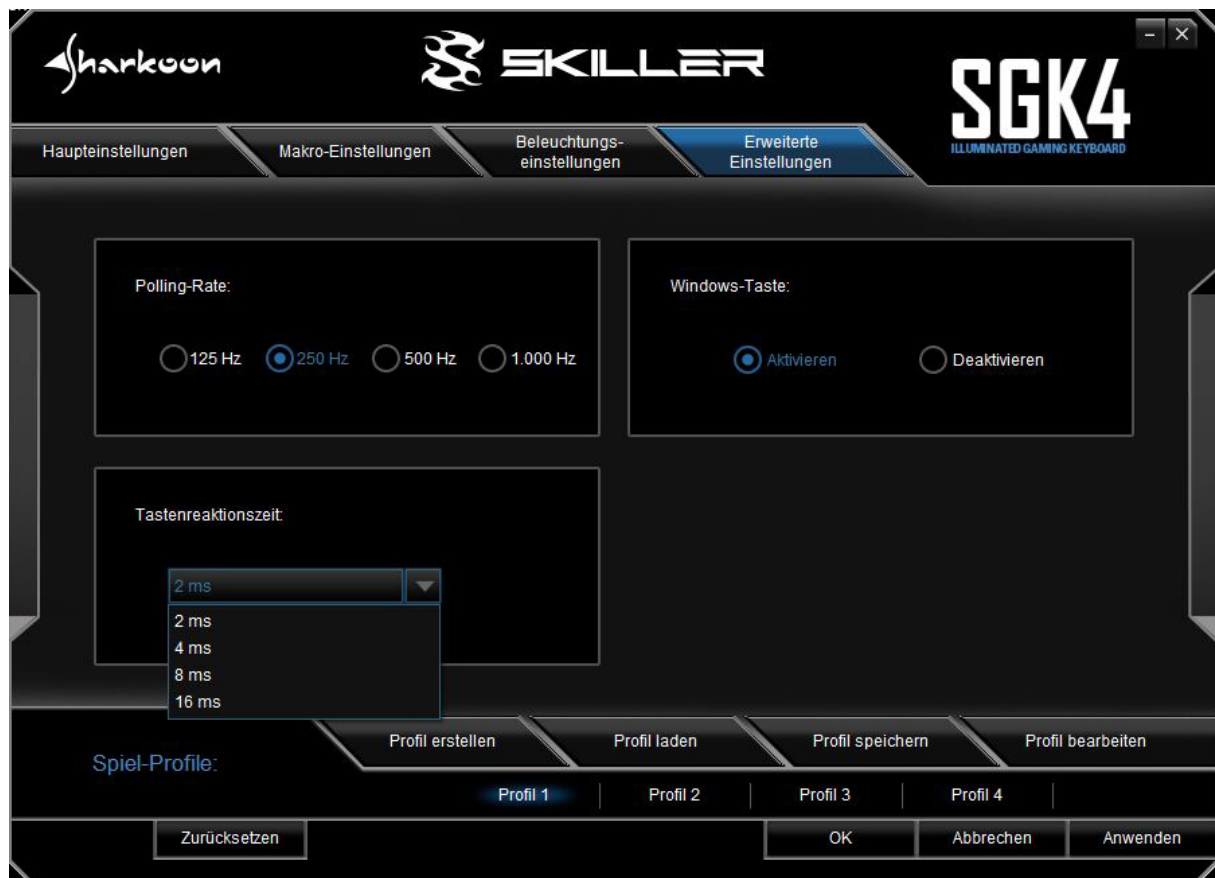 Sharkoon
SKILLER
SGK4
ILLUMINATED GAMING KEYBOARD
Haupteinstellungen
Makro-Einstellungen
Beleuchtungs-
einstellungen
Erweiterte
Einstellungen
Polling-Rate:
125 Hz 250 Hz 500 Hz 1.000 Hz
Windows-Taste:
Aktivieren Deaktivieren
Tastenreaktionszeit:
2 ms
2 ms
4 ms
8 ms
16 ms
Spiel-Profile:
Profil erstellen Profil laden Profil speichern Profil bearbeiten
Profil 1 Profil 2 Profil 3 Profil 4
Zurücksetzen OK Abbrechen Anwenden